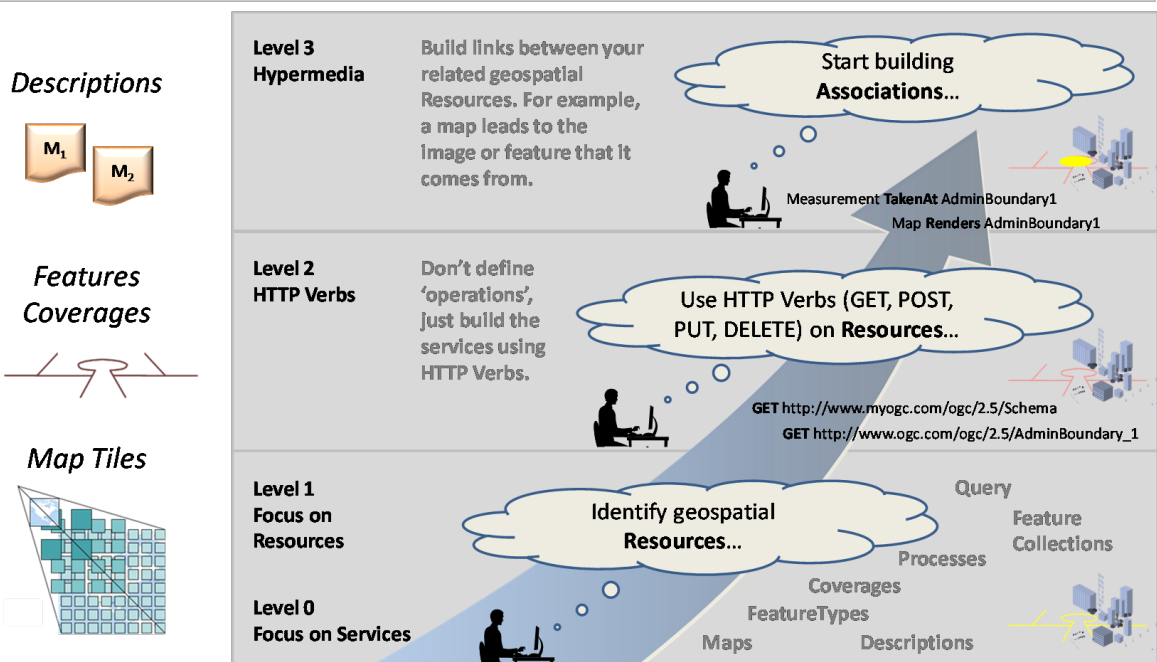 Descriptions
M1
M2
Features
Coverages
Map Tiles
Level 3
Hypermedia
Build links between your
related geospatial
Resources. For example,
a map leads to the
image or feature that it
comes from.
Start building
Associations...
Measurement TakenAt AdminBoundary1
Map Renders AdminBoundary1
Level 2
HTTP Verbs
Don't define
'operations',
just build the
services using
HTTP Verbs.
Use HTTP Verbs (GET, POST,
PUT, DELETE) on Resources...
GET http://www.myogc.com/ogc/2.5/Schema
GET http://www.ogc.com/ogc/2.5/AdminBoundary_1
Level 1
Focus on
Resources
Identify geospatial
Resources...
Query
Feature
Collections
Processes
Coverages
FeatureTypes
Maps
Descriptions
Level 0
Focus on Services